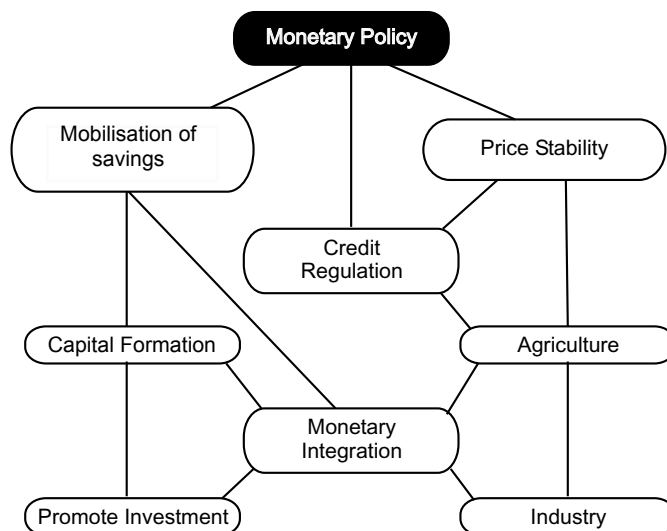 Monetary Policy
Mobilisation of
savings
Price Stability
Credit
Regulation
Capital Formation
Agriculture
Monetary
Integration
Promote Investment
Industry